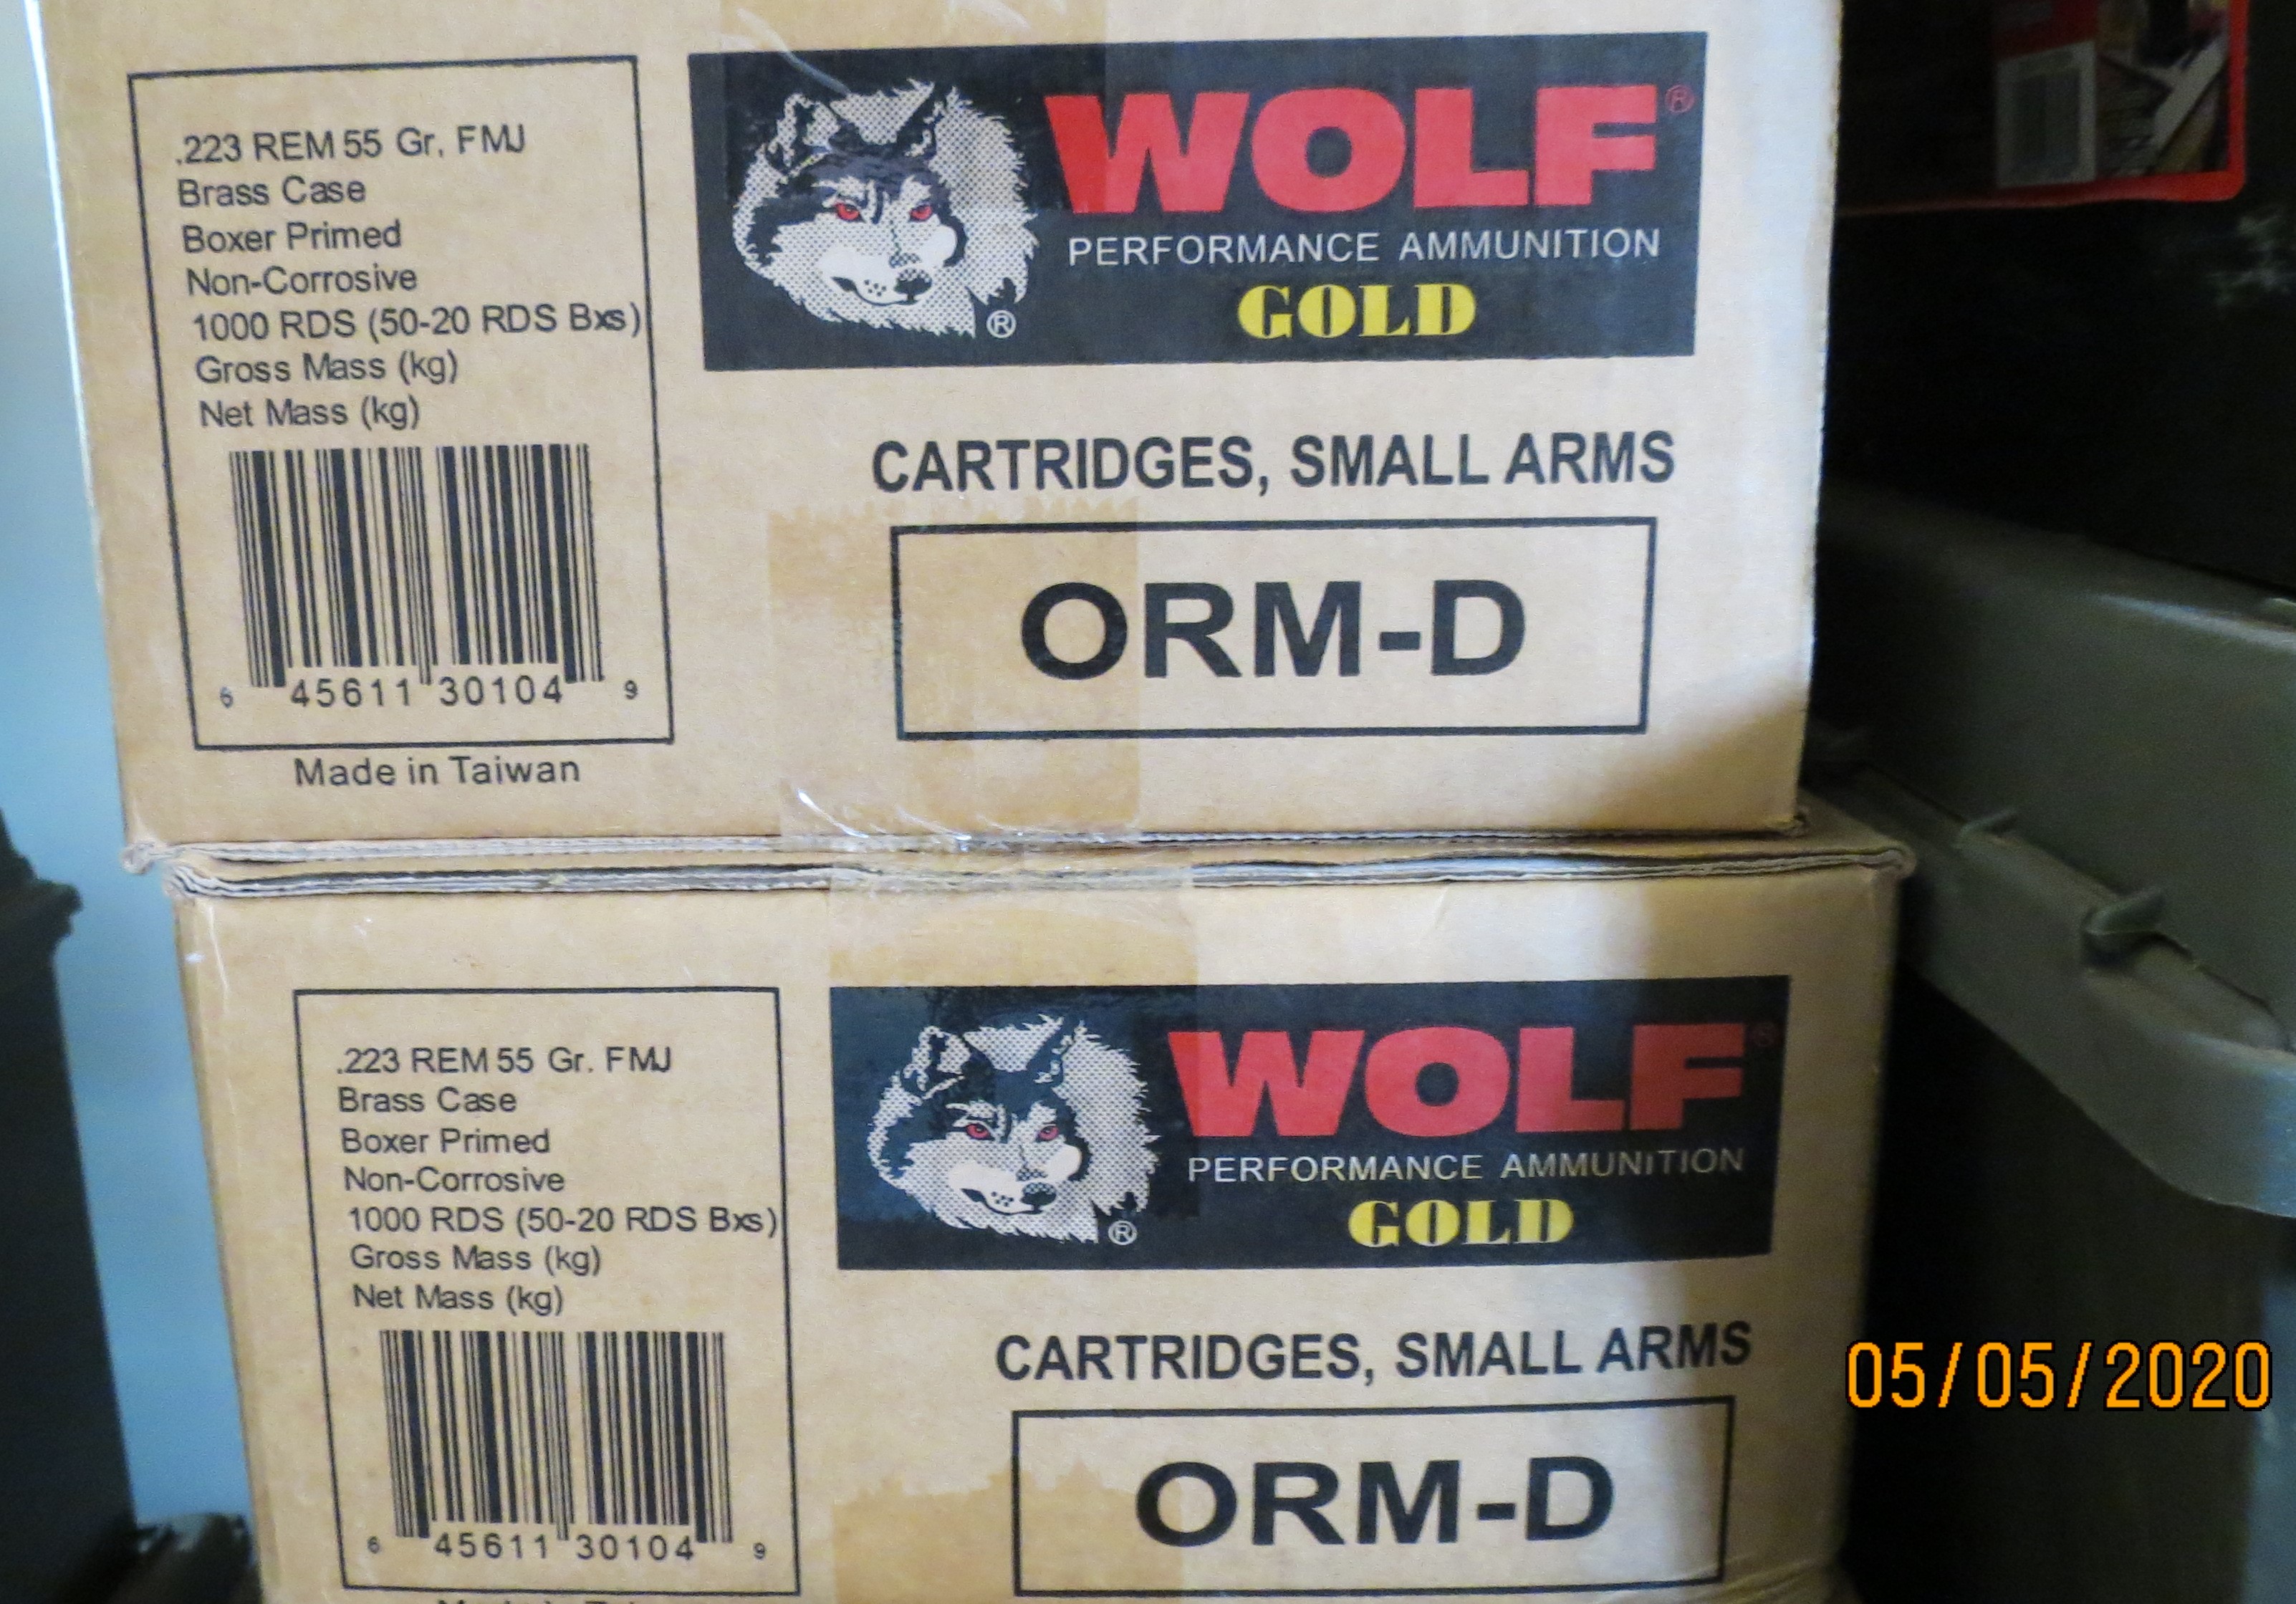 .223 REM 55 Gr. FMJ
Brass Case
Boxer Primed
Non-Corrosive
1000 RDS (50-20 RDS Bxs)
Gross Mass (kg)
Net Mass (kg)
6 45611 30104 9
Made in Taiwan
WOLF®
PERFORMANCE AMMUNITION
GOLD
®
CARTRIDGES, SMALL ARMS
ORM-D
.223 REM 55 Gr. FMJ
Brass Case
Boxer Primed
Non-Corrosive
1000 RDS (50-20 RDS Bxs)
Gross Mass (kg)
Net Mass (kg)
6 45611 30104 9
WOLF®
PERFORMANCE AMMUNITION
GOLD
®
CARTRIDGES, SMALL ARMS
ORM-D
05/05/2020